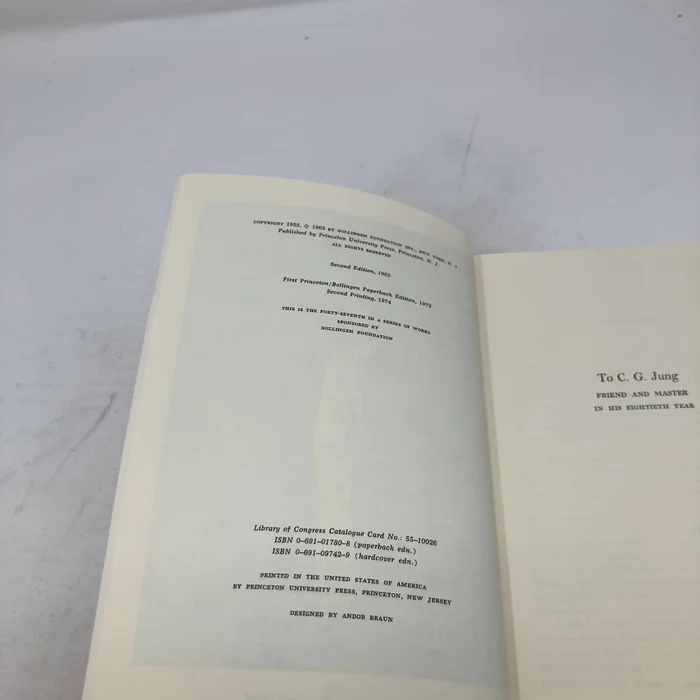 COPYRIGHT 1955, © 1963 BY BOLLINGEN FOUNDATION INC., NEW YORK, N. Y.
Published by Princeton University Press, Princeton, N. J.
ALL RIGHTS RESERVED
Second Edition, 1963
First Princeton/Bollingen Paperback Edition, 1972
Second Printing, 1974
THIS IS THE FORTY-SEVENTH IN A SERIES OF WORKS
SPONSORED BY
BOLLINGEN FOUNDATION
Library of Congress Catalogue Card No.: 55-10026
ISBN 0-691-01780-8 (paperback edn.)
ISBN 0-691-09742-9 (hardcover edn.)
PRINTED IN THE UNITED STATES OF AMERICA
BY PRINCETON UNIVERSITY PRESS, PRINCETON, NEW JERSEY
DESIGNED BY ANDOR BRAUN
To C. G. Jung
FRIEND AND MASTER
IN HIS EIGHTIETH YEAR